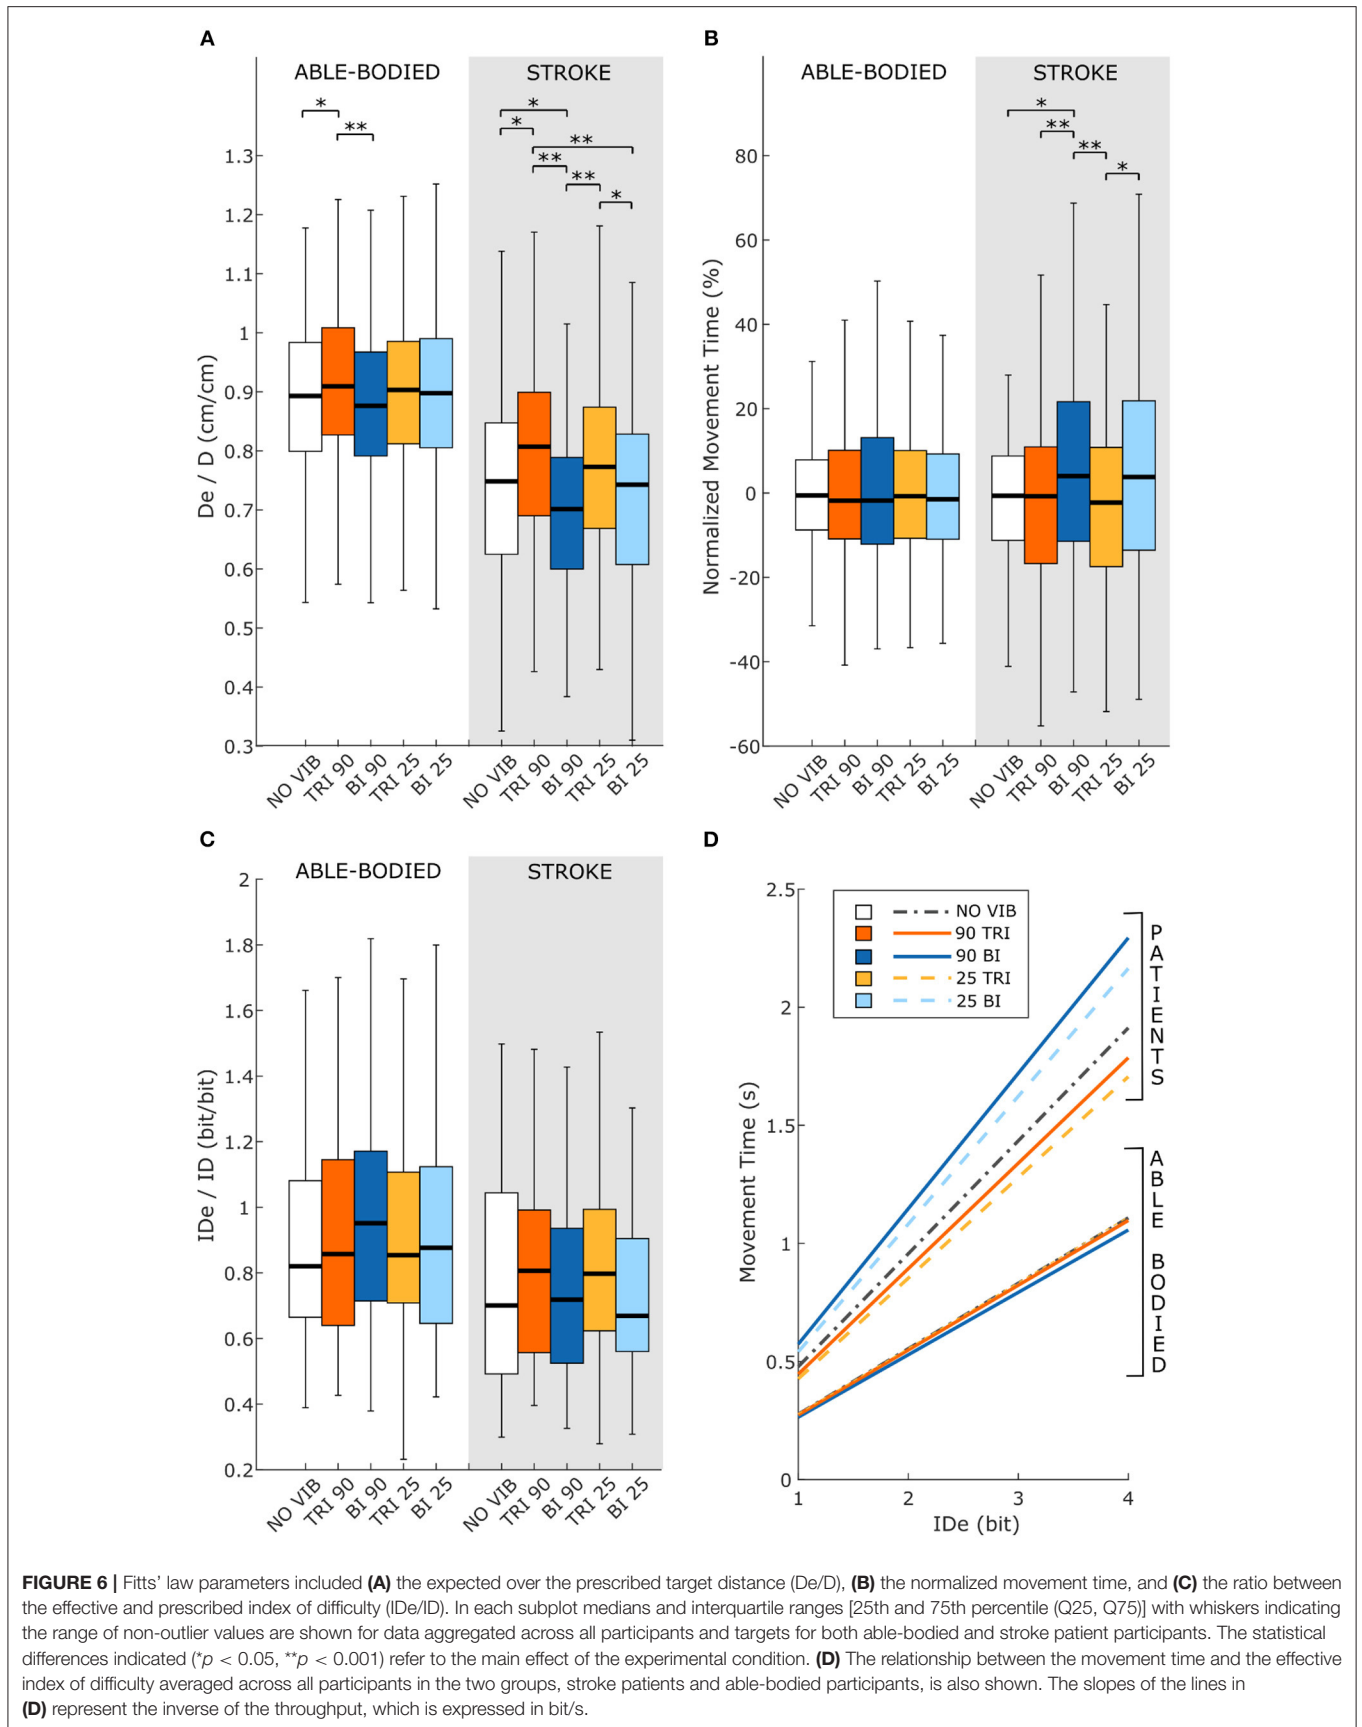 A
ABLE-BODIED
STROKE
*
**
*
*
**
**
**
*
De / D (cm/cm)
1.3
1.2
1.1
1
0.9
0.8
0.7
0.6
0.5
0.4
0.3
NO VIB
TRI 90
BI 90
TRI 25
BI 25
NO VIB
TRI 90
BI 90
TRI 25
BI 25
B
ABLE-BODIED
STROKE
*
**
**
*
Normalized Movement Time (%)
80
60
40
20
0
-20
-40
-60
NO VIB
TRI 90
BI 90
TRI 25
BI 25
NO VIB
TRI 90
BI 90
TRI 25
BI 25
C
ABLE-BODIED
STROKE
IDe / ID (bit/bit)
2
1.8
1.6
1.4
1.2
1
0.8
0.6
0.4
0.2
NO VIB
TRI 90
BI 90
TRI 25
BI 25
NO VIB
TRI 90
BI 90
TRI 25
BI 25
D
NO VIB
90 TRI
90 BI
25 TRI
25 BI
PATIENTS
ABLE BODIED
Movement Time (s)
2.5
2
1.5
1
0.5
0
1
2
3
4
IDe (bit)
FIGURE 6 | Fitts’ law parameters included (A) the expected over the prescribed target distance (De/D), (B) the normalized movement time, and (C) the ratio between
the effective and prescribed index of difficulty (IDe/ID). In each subplot medians and interquartile ranges [25th and 75th percentile (Q25, Q75)] with whiskers indicating
the range of non-outlier values are shown for data aggregated across all participants and targets for both able-bodied and stroke patient participants. The statistical
differences indicated (*p < 0.05, **p < 0.001) refer to the main effect of the experimental condition. (D) The relationship between the movement time and the effective
index of difficulty averaged across all participants in the two groups, stroke patients and able-bodied participants, is also shown. The slopes of the lines in
(D) represent the inverse of the throughput, which is expressed in bit/s.